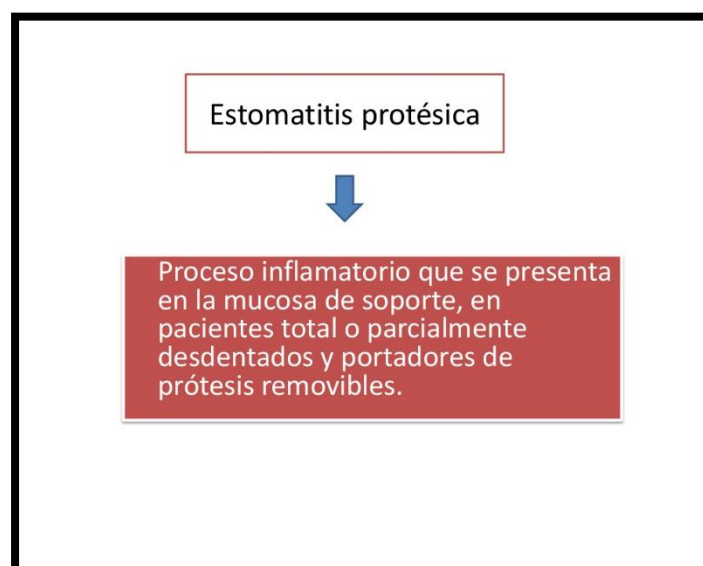 Estomatitis protésica
Proceso inflamatorio que se presenta
en la mucosa de soporte, en
pacientes total o parcialmente
desdentados y portadores de
prótesis removibles.